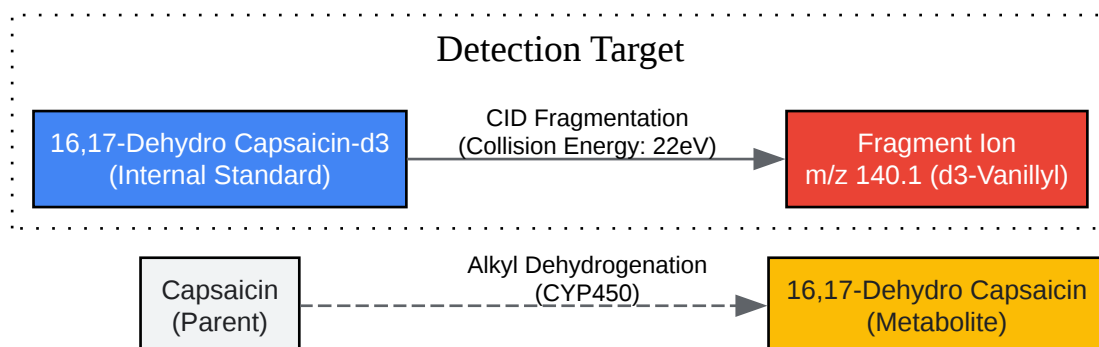 Detection Target
16,17-Dehydro Capsaicin-d3
(Internal Standard)
CID Fragmentation
(Collision Energy: 22eV)
Fragment Ion
m/z 140.1 (d3-Vanillyl)
Capsaicin
(Parent)
Alkyl Dehydrogenation
(CYP450)
16,17-Dehydro Capsaicin
(Metabolite)